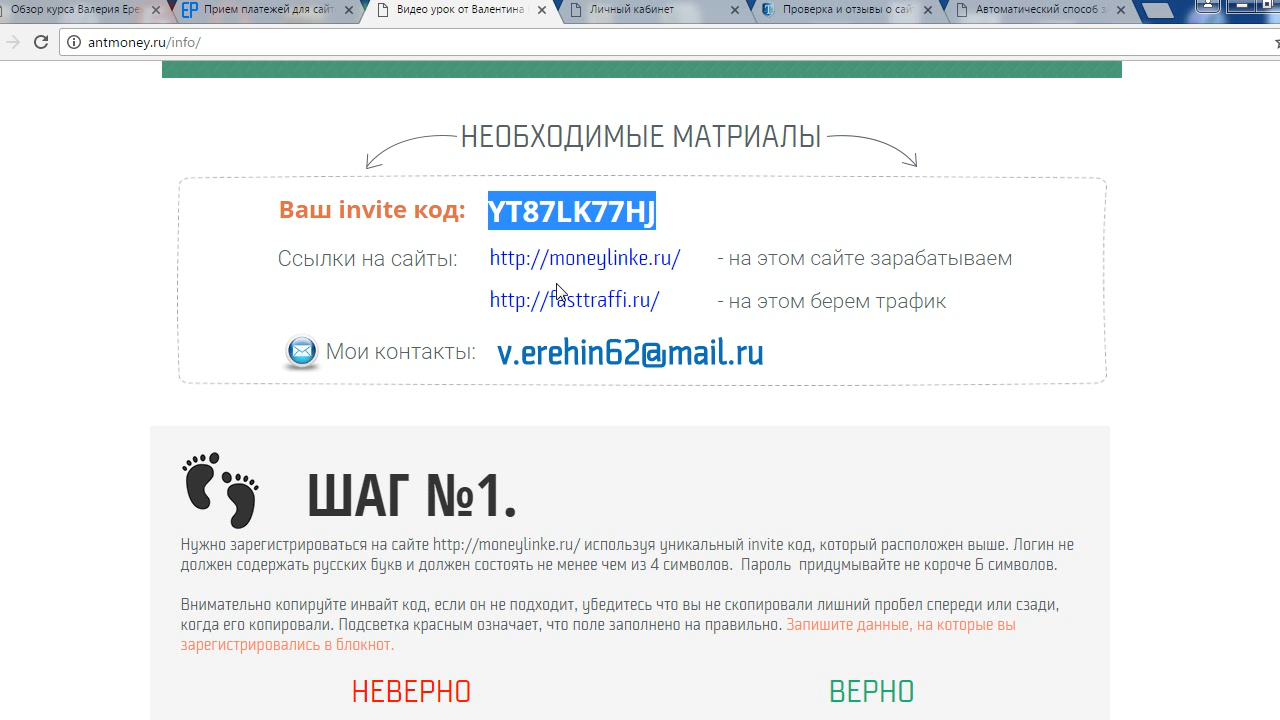 Обзор курса Валерия Ере
Прием платежей для сайт
Видео урок от Валентина
Личный кабинет
Проверка и отзывы о сай
Автоматический способ з
antmoney.ru/info/
НЕОБХОДИМЫЕ МАТРИАЛЫ
Ваш invite код: YT87LK77HJ
Ссылки на сайты: http://moneylinke.ru/ - на этом сайте зарабатываем
http://fasttraffi.ru/ - на этом берем трафик
Мои контакты: v.erehin62@mail.ru
ШАГ №1.
Нужно зарегистрироваться на сайте http://moneylinke.ru/ используя уникальный invite код, который расположен выше. Логин не
должен содержать русских букв и должен состоять не менее чем из 4 символов. Пароль придумывайте не короче 6 символов.
Внимательно копируйте инвайт код, если он не подходит, убедитесь что вы не скопировали лишний пробел спереди или сзади,
когда его копировали. Подсветка красным означает, что поле заполнено на правильно. Запишите данные, на которые вы
зарегистрировались в блокнот.
НЕВЕРНО ВЕРНО